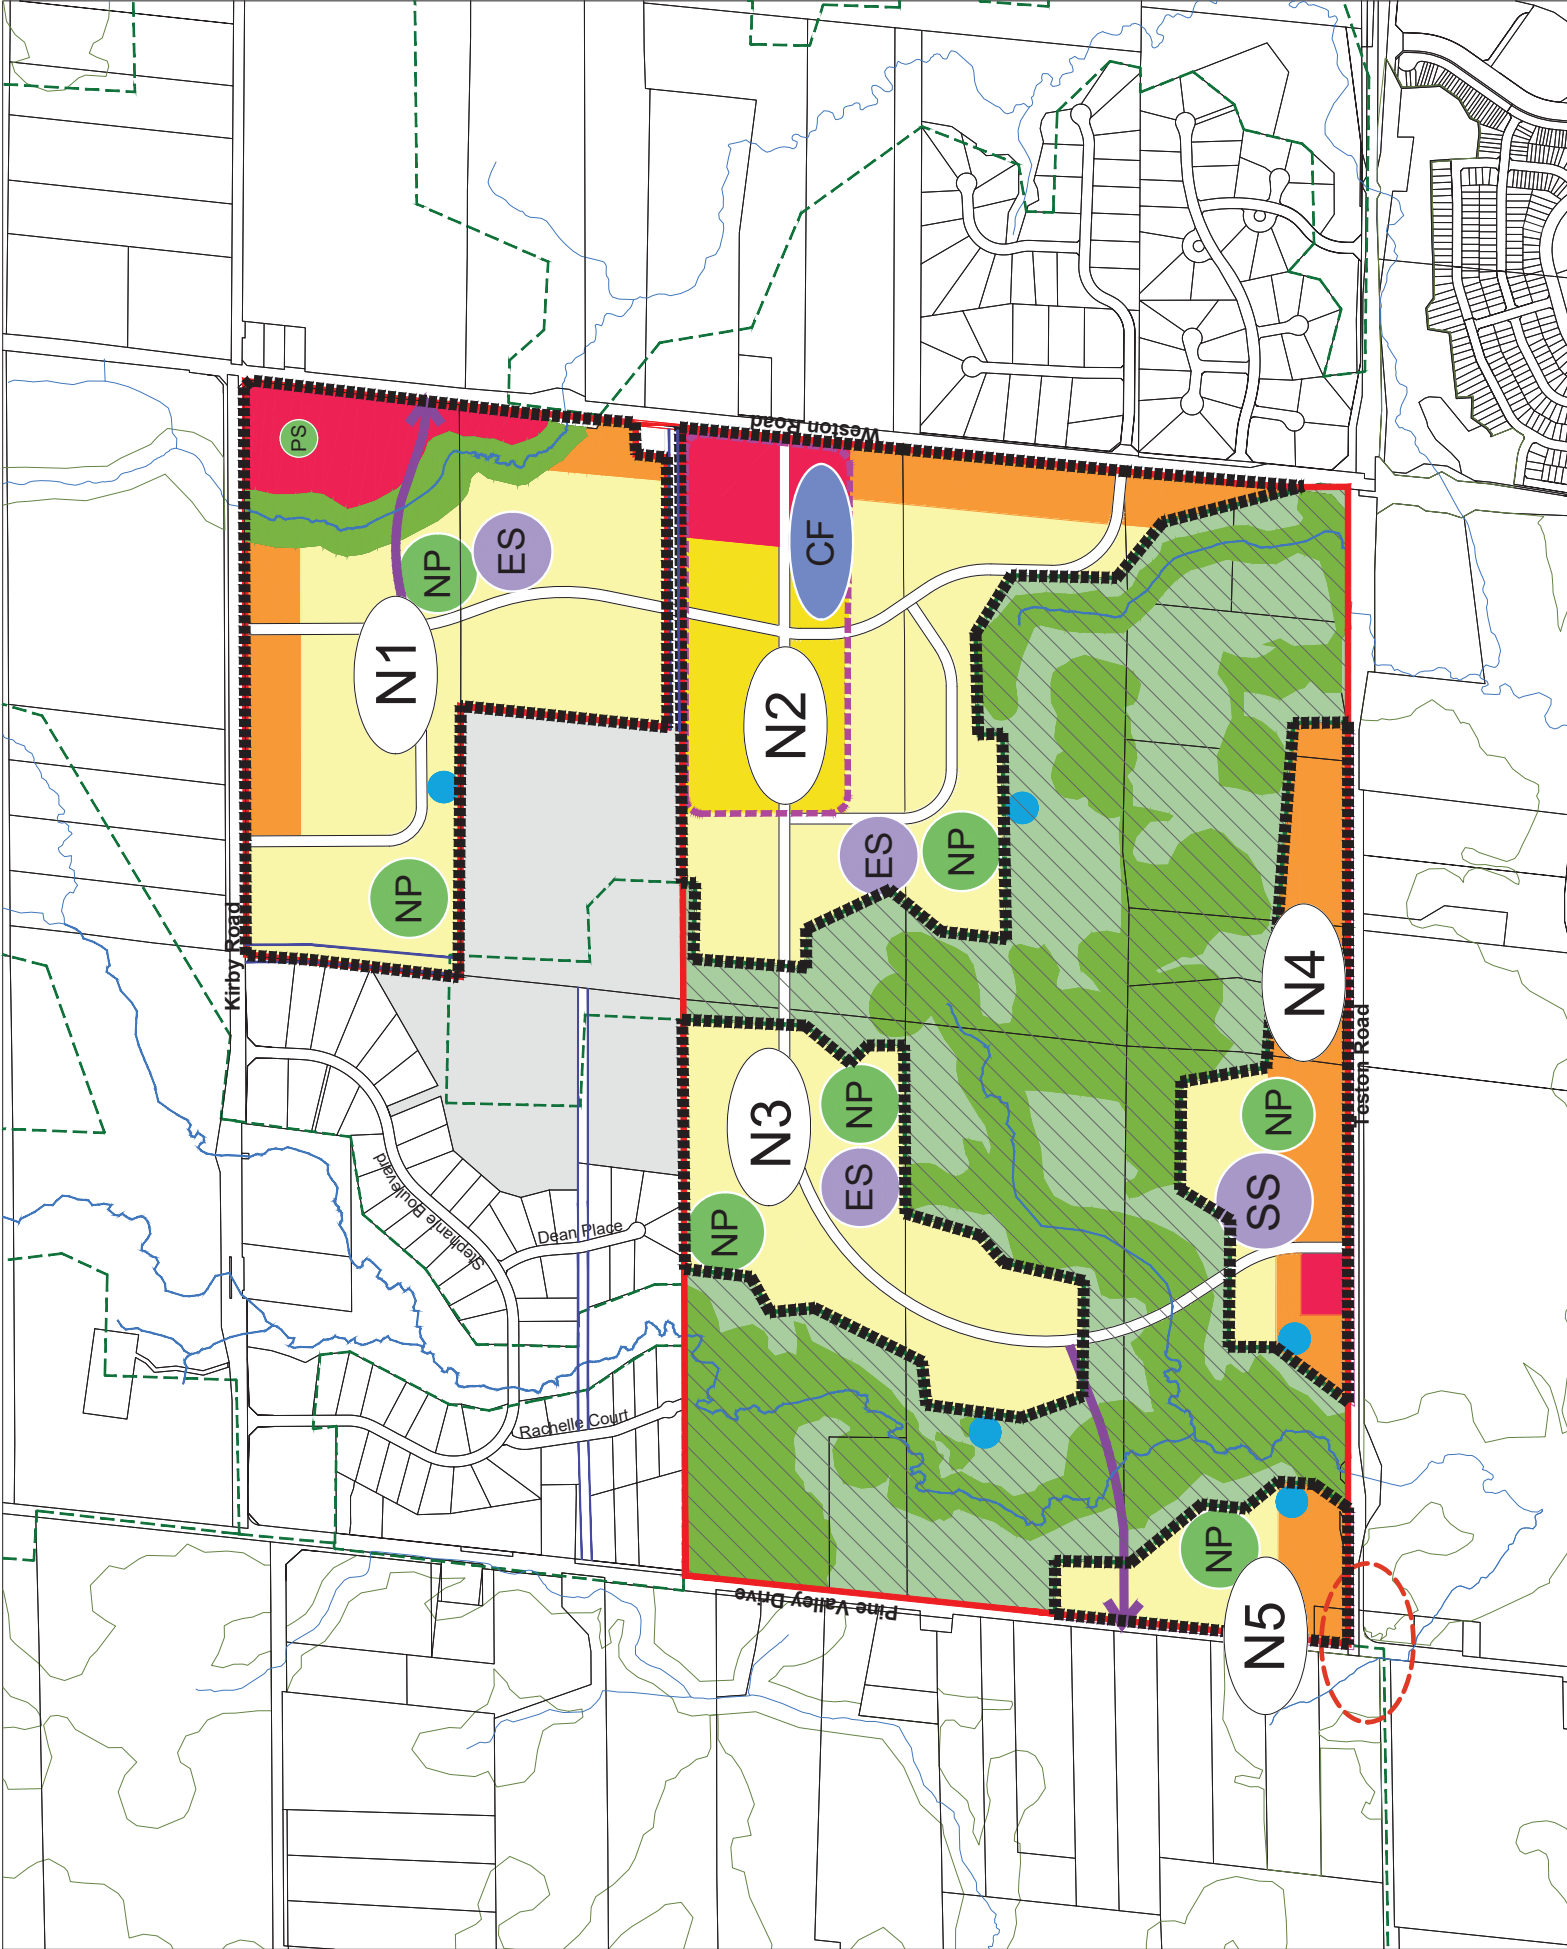 Weston Road
PS
NP
ES
CF
N1
N2
NP
ES
NP
Kirby Road
N4
Teston Road
N3
NP
ES
NP
NP
SS
Stephanie Boulevard
Dean Place
Rachelle Court
NP
N5
Pine Valley Drive